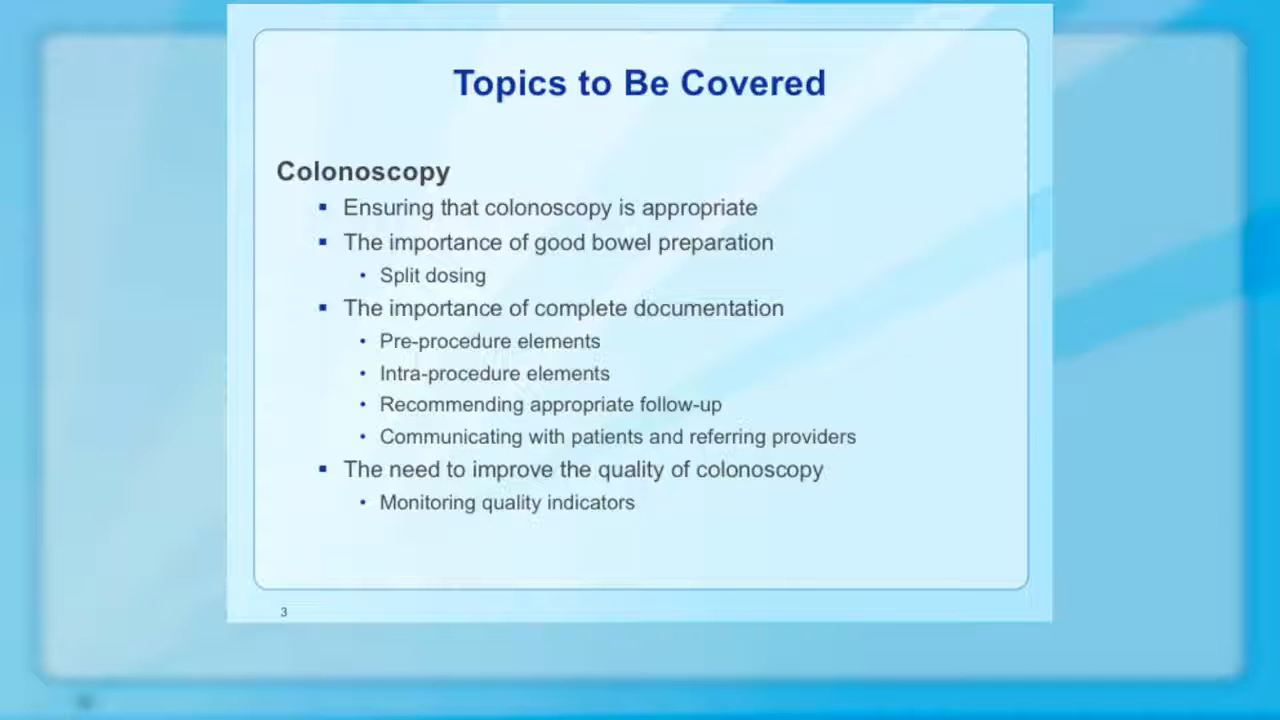 Topics to Be Covered
Colonoscopy
▪ Ensuring that colonoscopy is appropriate
▪ The importance of good bowel preparation
• Split dosing
▪ The importance of complete documentation
• Pre-procedure elements
• Intra-procedure elements
• Recommending appropriate follow-up
• Communicating with patients and referring providers
▪ The need to improve the quality of colonoscopy
• Monitoring quality indicators
3